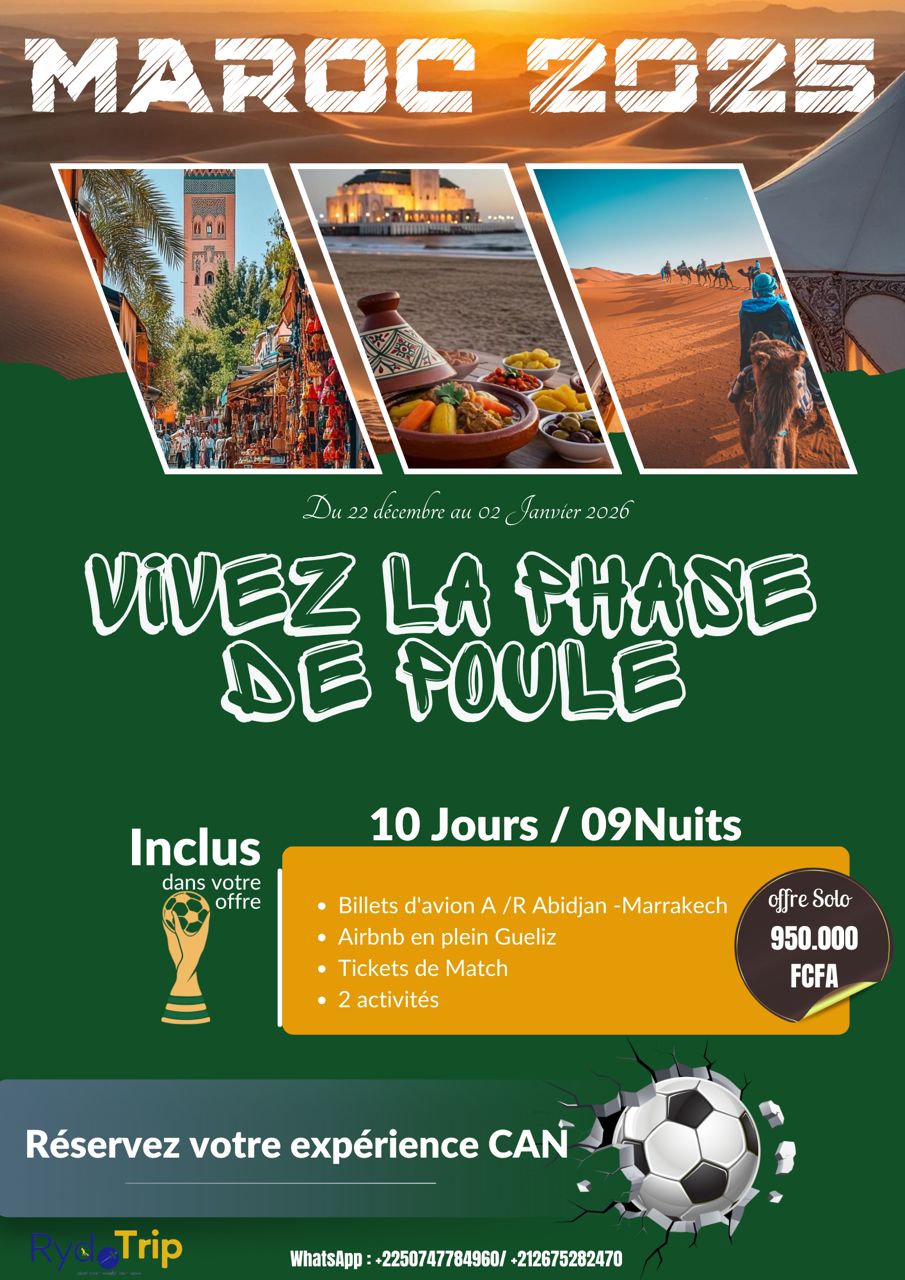 MAROC 2025
Du 22 décembre au 02 Janvier 2026
VIVEZ LA PHASE
DE POULE
10 Jours / 09Nuits
Inclus
dans votre
offre
• Billets d'avion A /R Abidjan -Marrakech
• Airbnb en plein Gueliz
• Tickets de Match
• 2 activités
offre Solo
950.000
FCFA
Réservez votre expérience CAN
Ryd Trip
WhatsApp : +2250747784960/ +212675282470